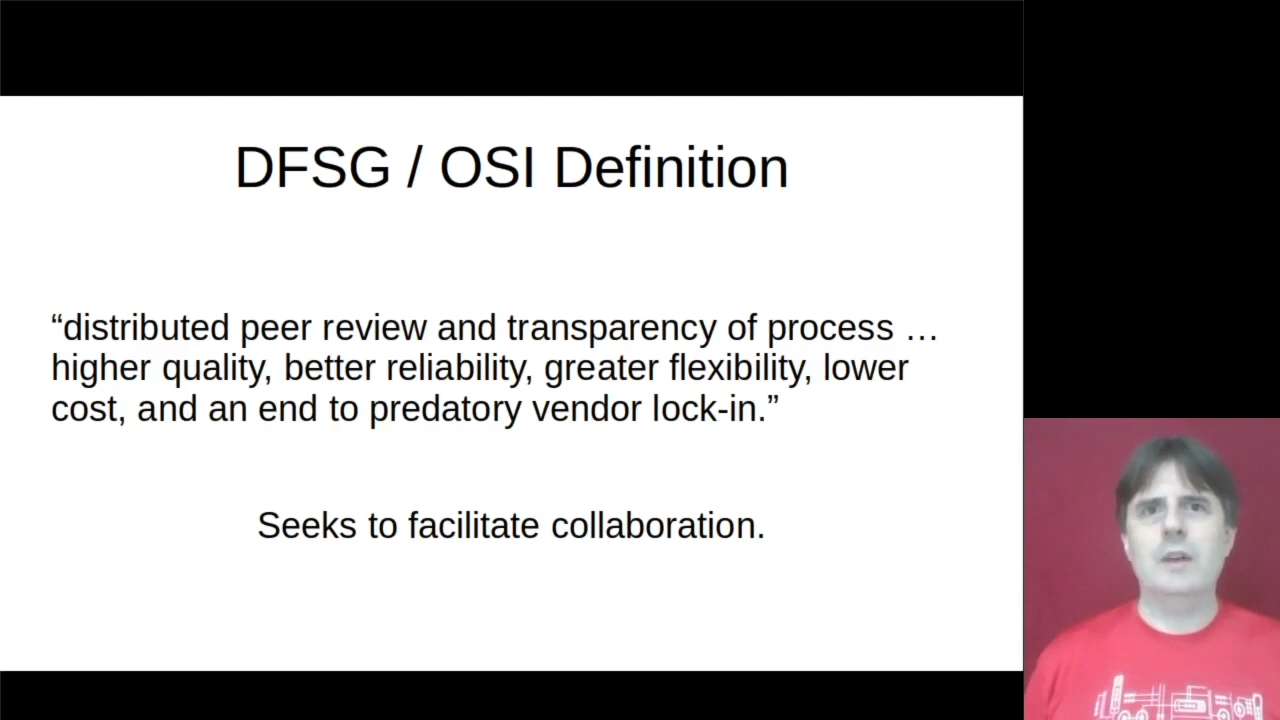 DFSG / OSI Definition
“distributed peer review and transparency of process …
higher quality, better reliability, greater flexibility, lower
cost, and an end to predatory vendor lock-in.”
Seeks to facilitate collaboration.